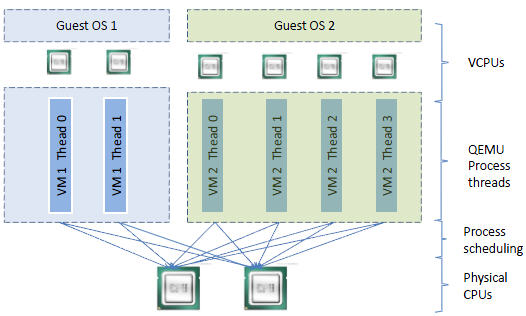 Guest OS 1
Guest OS 2
VCPUs
VM 1 Thead 0
VM 1 Thead 1
VM 2 Thead 0
VM 2 Thead 1
VM 2 Thead 2
VM 2 Thead 3
QEMU
Process
threads
Process
scheduling
Physical
CPUs